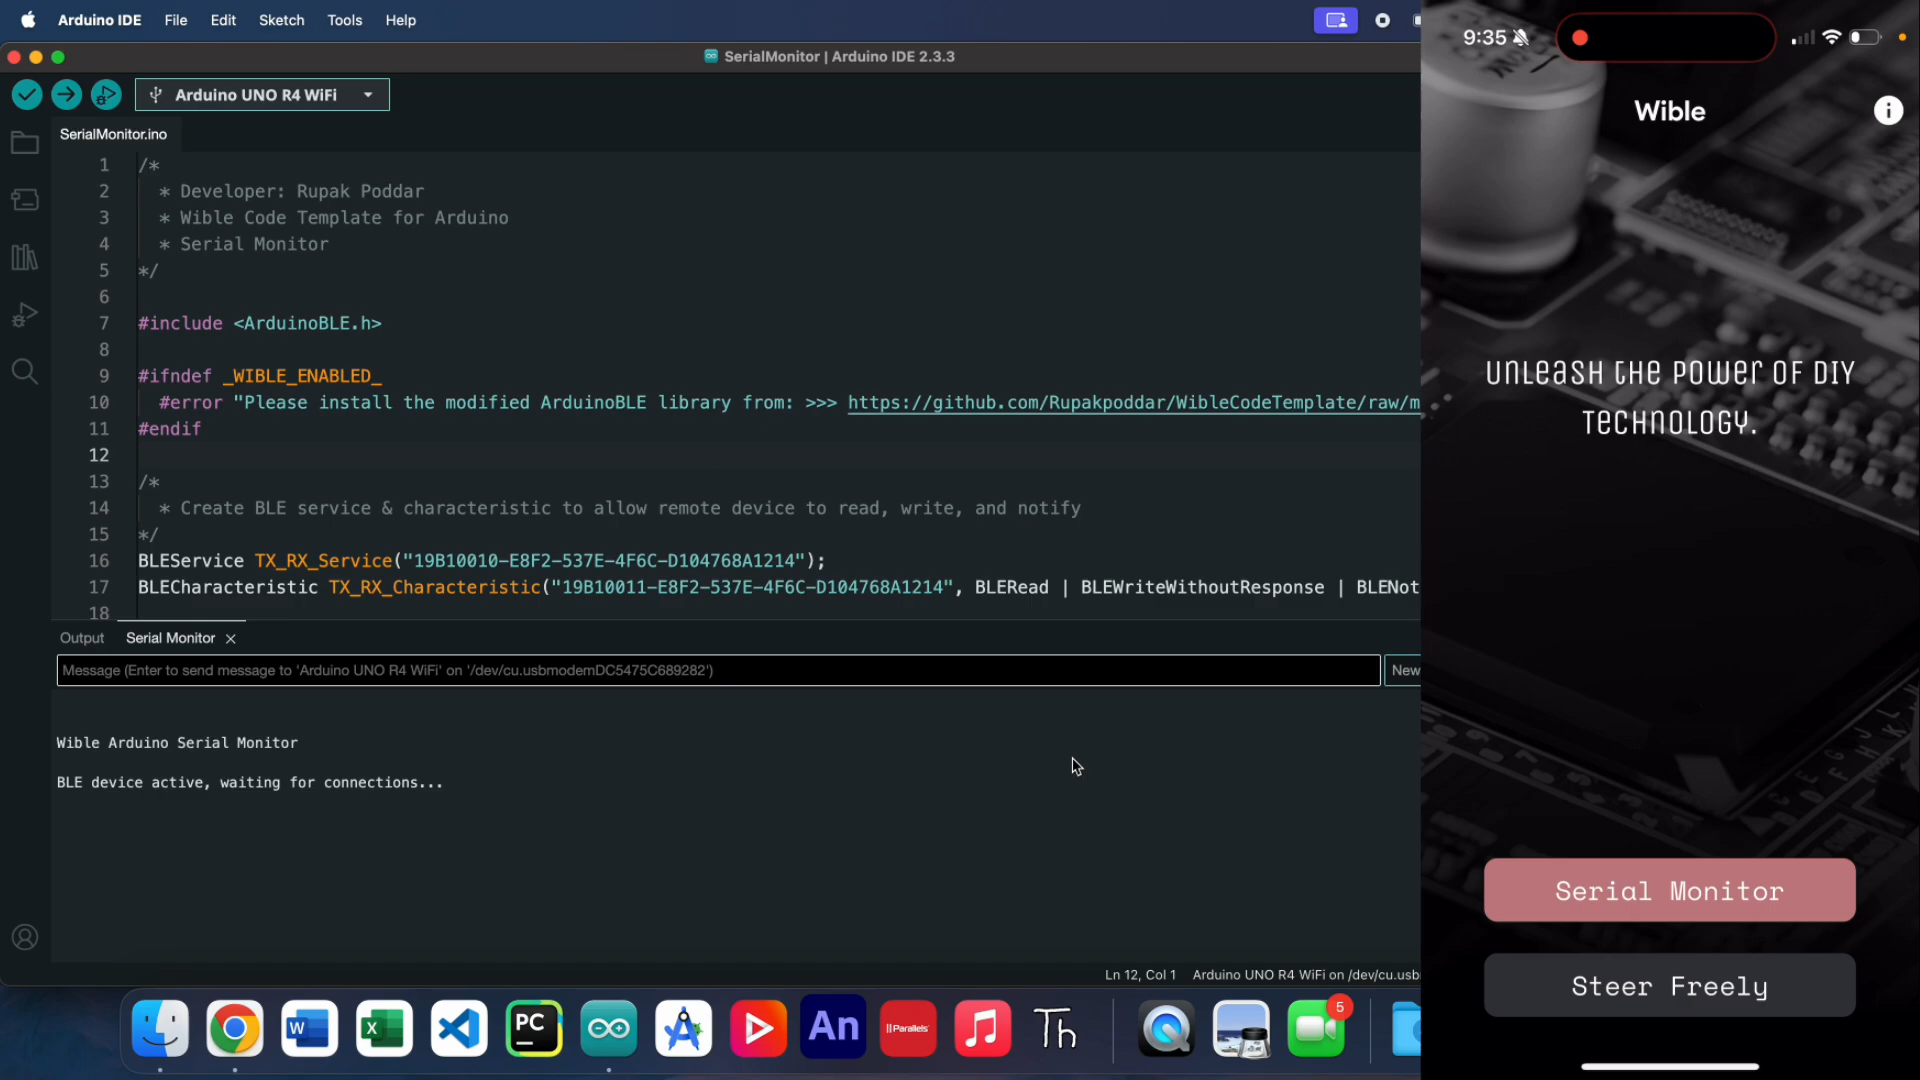 Arduino IDE File Edit Sketch Tools Help
SerialMonitor | Arduino IDE 2.3.3
Arduino UNO R4 WiFi
SerialMonitor.ino
1 /*
2 * Developer: Rupak Poddar
3 * Wible Code Template for Arduino
4 * Serial Monitor
5 */
6
7 #include <ArduinoBLE.h>
8
9 #ifndef _WIBLE_ENABLED_
10 #error "Please install the modified ArduinoBLE library from: >>> https://github.com/Rupakpoddar/WibleCodeTemplate/raw/m
11 #endif
12
13 /*
14 * Create BLE service & characteristic to allow remote device to read, write, and notify
15 */
16 BLEService TX_RX_Service("19B10010-E8F2-537E-4F6C-D104768A1214");
17 BLECharacteristic TX_RX_Characteristic("19B10011-E8F2-537E-4F6C-D104768A1214", BLERead | BLEWriteWithoutResponse | BLENot
18
Output Serial Monitor
Message (Enter to send message to 'Arduino UNO R4 WiFi' on '/dev/cu.usbmodemDC5475C689282')
New
Wible Arduino Serial Monitor
BLE device active, waiting for connections...
Ln 12, Col 1 Arduino UNO R4 WiFi on /dev/cu.usb
W X PC An Parallels Th 5
9:35
Wible
i
Unleash the power of DIY
Technology.
Serial Monitor
Steer Freely